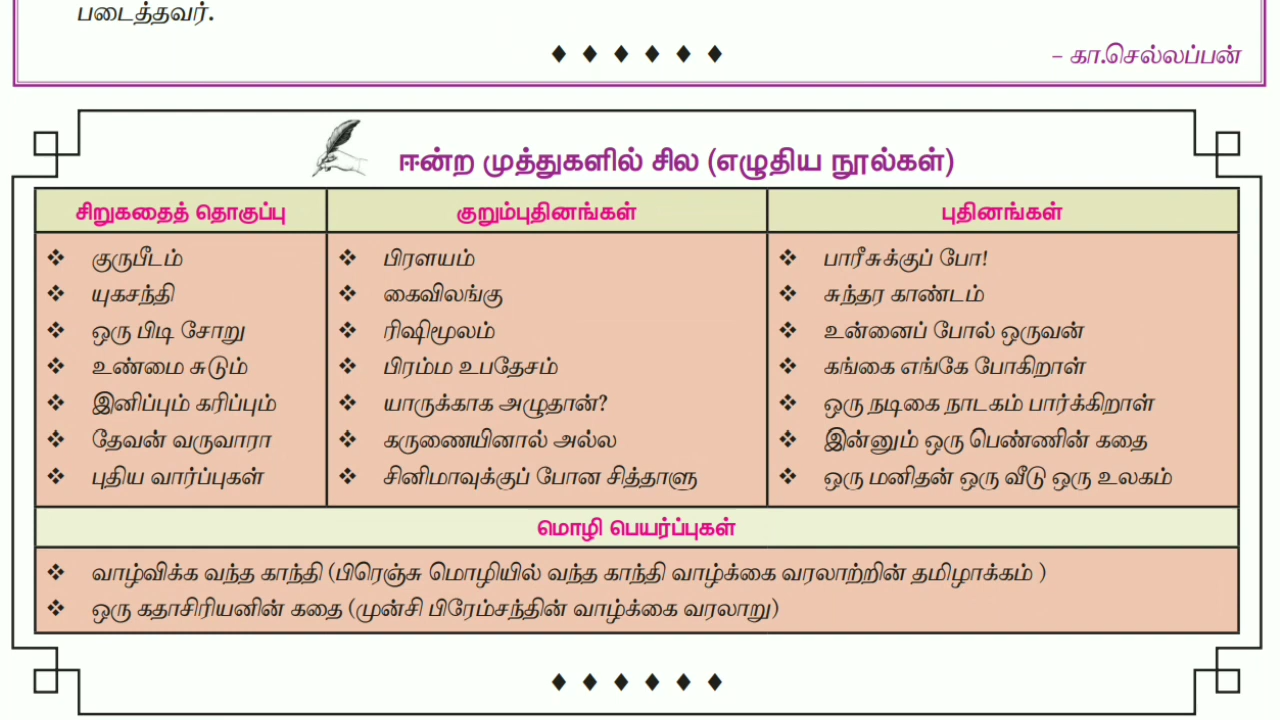 படைத்தவர்.
– கா.செல்லப்பன்
ஈன்ற முத்துகளில் சில (எழுதிய நூல்கள்)
சிறுகதைத் தொகுப்பு
குருபீடம்
யுகசந்தி
ஒரு பிடி சோறு
உண்மை சுடும்
இனிப்பும் கரிப்பும்
தேவன் வருவாரா
புதிய வார்ப்புகள்
குறும்புதினங்கள்
பிரளயம்
கைவிலங்கு
ரிஷிமூலம்
பிரம்ம உபதேசம்
யாருக்காக அழுதான்?
கருணையினால் அல்ல
சினிமாவுக்குப் போன சித்தாளு
புதினங்கள்
பாரீசுக்குப் போ!
சுந்தர காண்டம்
உன்னைப் போல் ஒருவன்
கங்கை எங்கே போகிறாள்
ஒரு நடிகை நாடகம் பார்க்கிறாள்
இன்னும் ஒரு பெண்ணின் கதை
ஒரு மனிதன் ஒரு வீடு ஒரு உலகம்
மொழி பெயர்ப்புகள்
வாழ்விக்க வந்த காந்தி (பிரெஞ்சு மொழியில் வந்த காந்தி வாழ்க்கை வரலாற்றின் தமிழாக்கம் )
ஒரு கதாசிரியனின் கதை (முன்சி பிரேம்சந்தின் வாழ்க்கை வரலாறு)